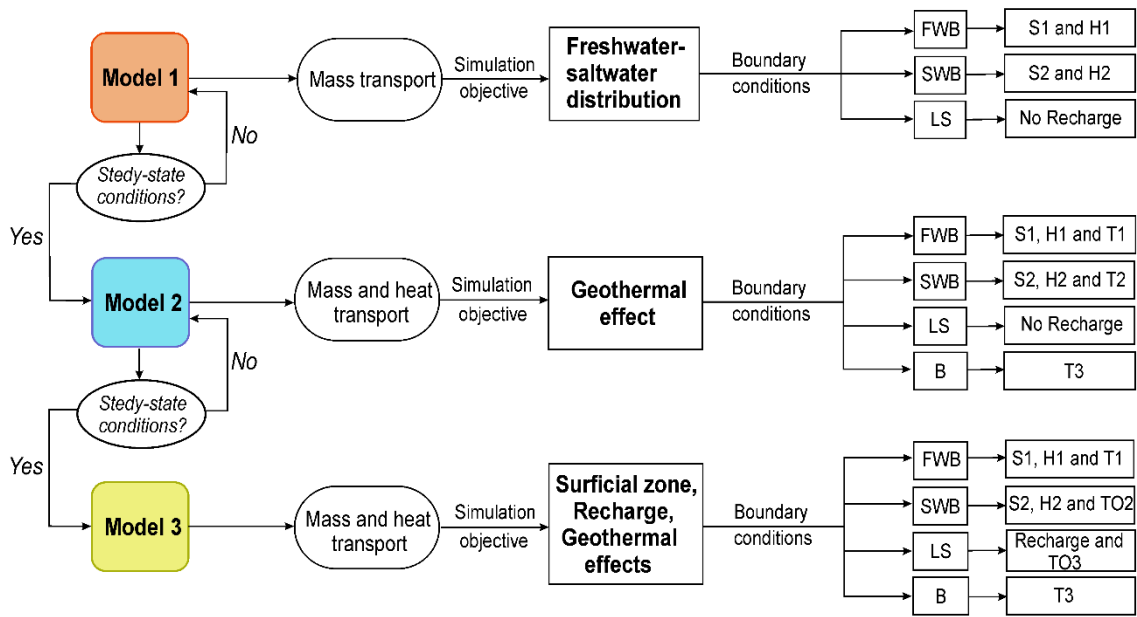 Model 1
Mass transport
Simulation
objective
Freshwater-
saltwater
distribution
Boundary
conditions
FWB
S1 and H1
SWB
S2 and H2
LS
No Recharge
No
Stedy-state
conditions?
Yes
Model 2
Mass and heat
transport
Simulation
objective
Geothermal
effect
Boundary
conditions
FWB
S1, H1 and T1
SWB
S2, H2 and T2
LS
No Recharge
B
T3
No
Stedy-state
conditions?
Yes
Model 3
Mass and heat
transport
Simulation
objective
Surficial zone,
Recharge,
Geothermal
effects
Boundary
conditions
FWB
S1, H1 and T1
SWB
S2, H2 and TO2
LS
Recharge and
TO3
B
T3